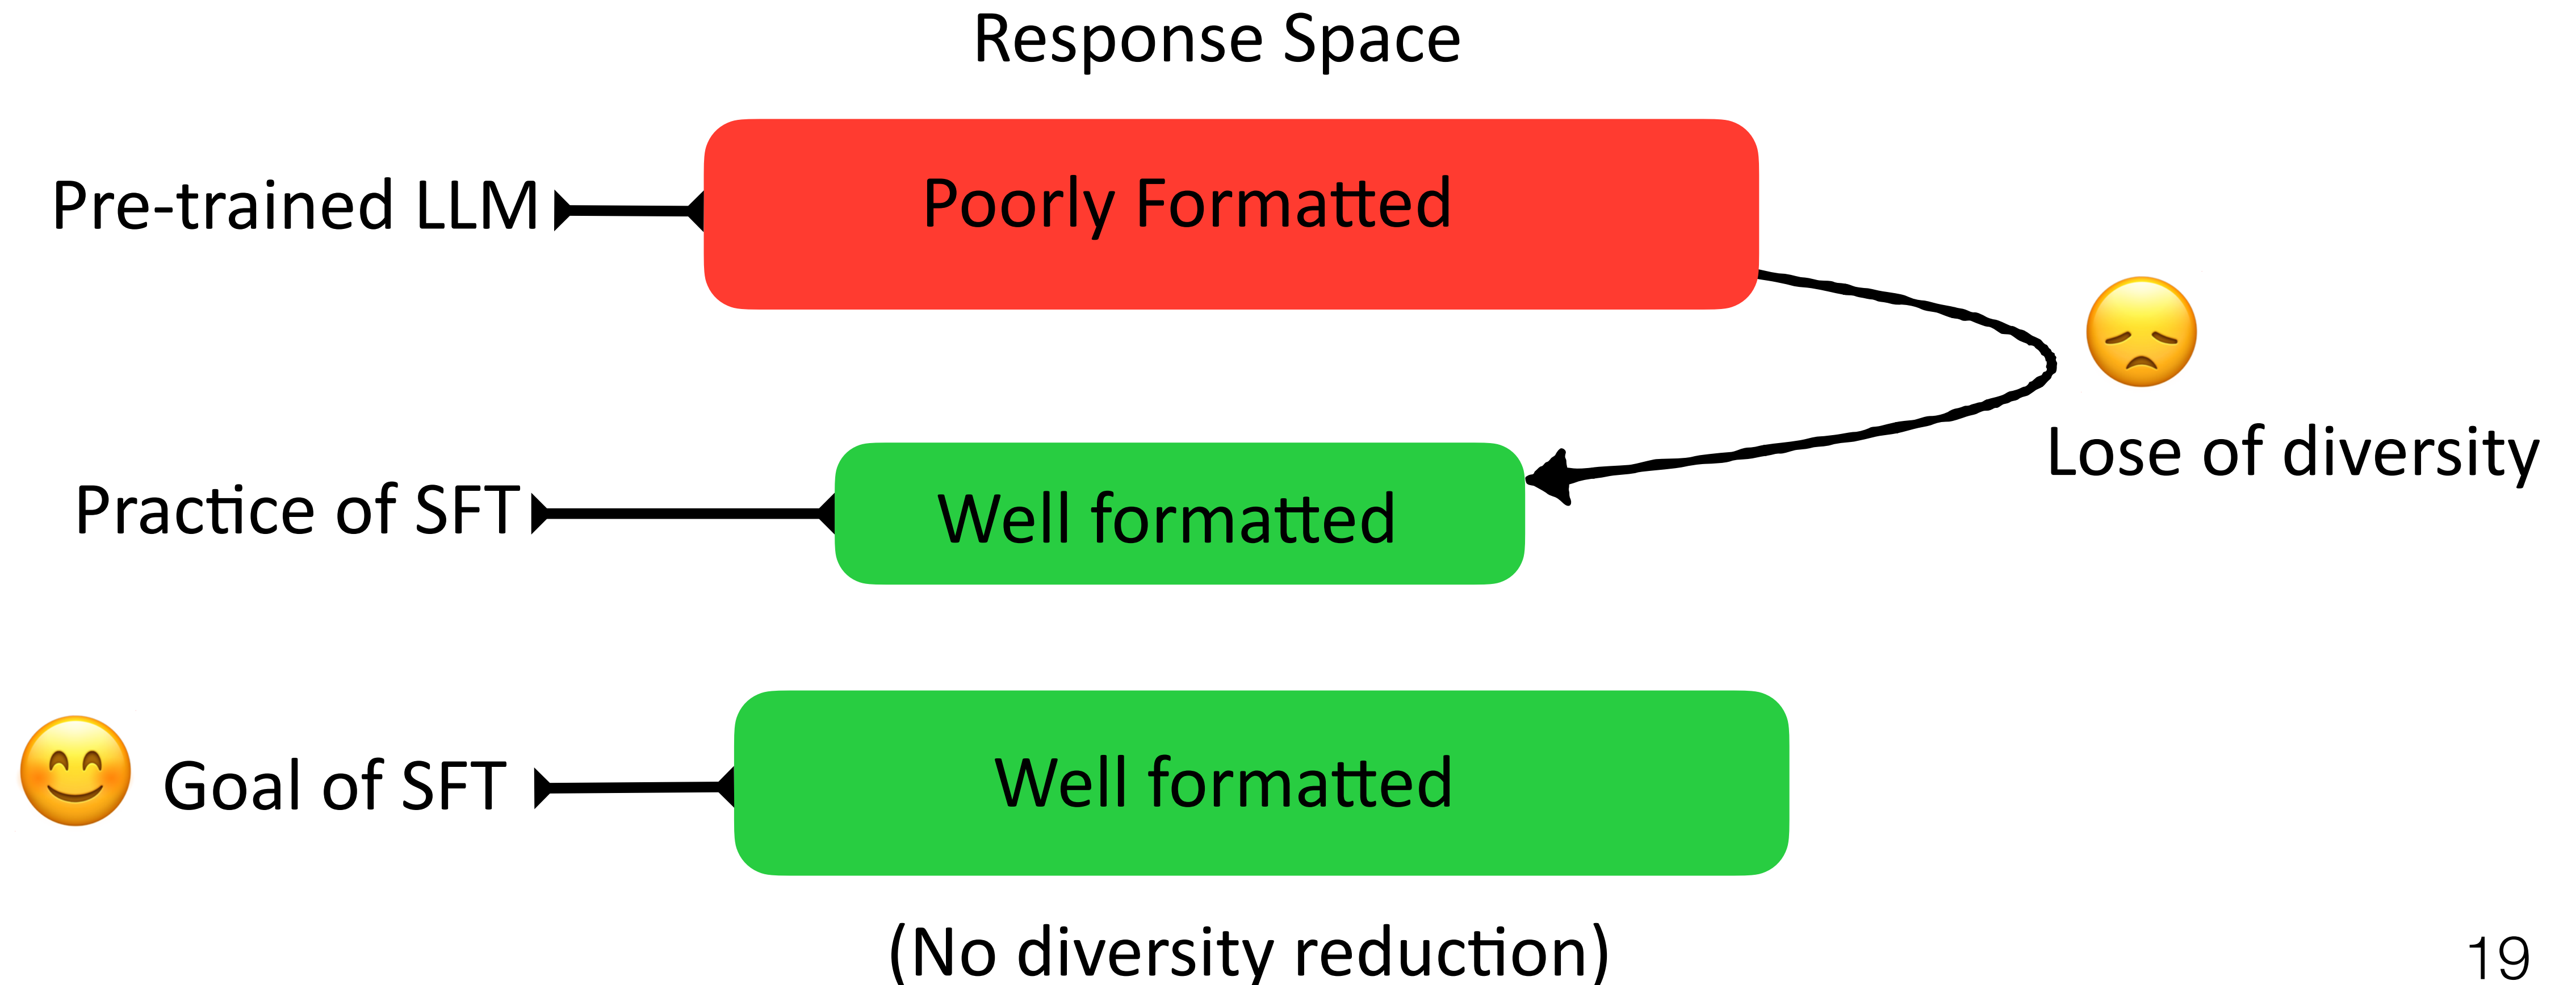 Response Space
Pre-trained LLM
Poorly Formatted
Lose of diversity
Practice of SFT
Well formatted
Goal of SFT
Well formatted
(No diversity reduction)
19